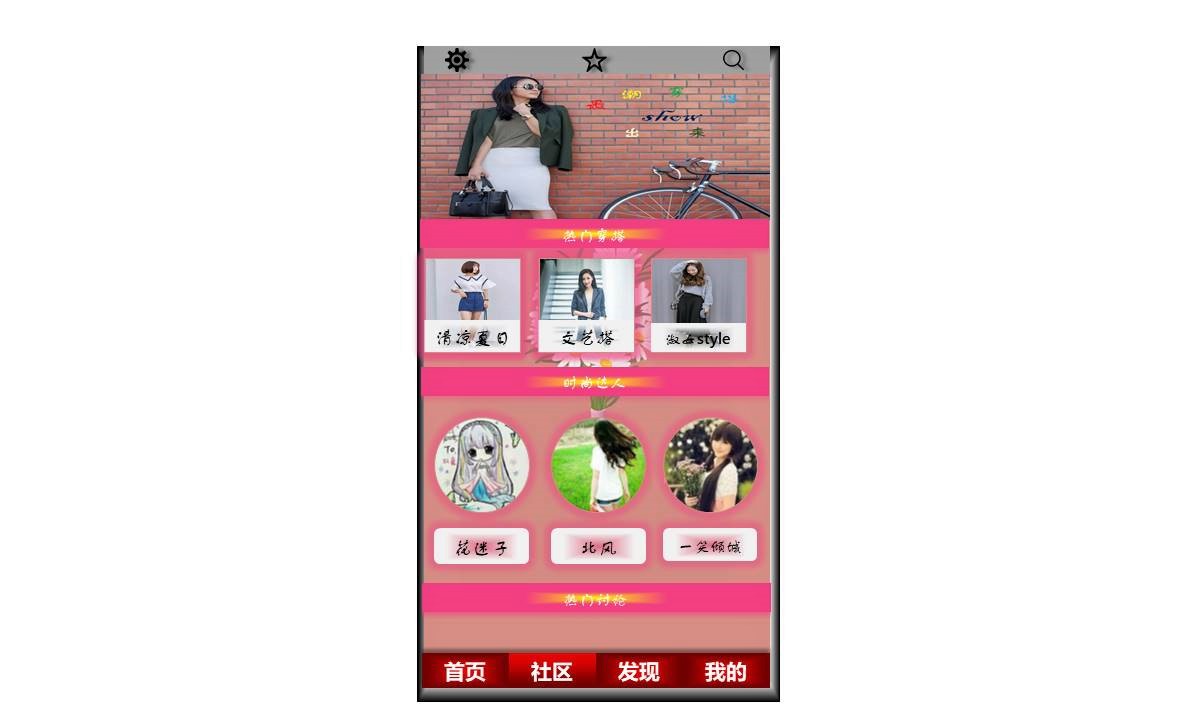 潮
穿
搭
show
出
来
热门穿搭
清凉夏日
文艺搭
淑女style
时尚达人
花迷子
北风
一笑倾城
热门讨论
首页
社区
发现
我的